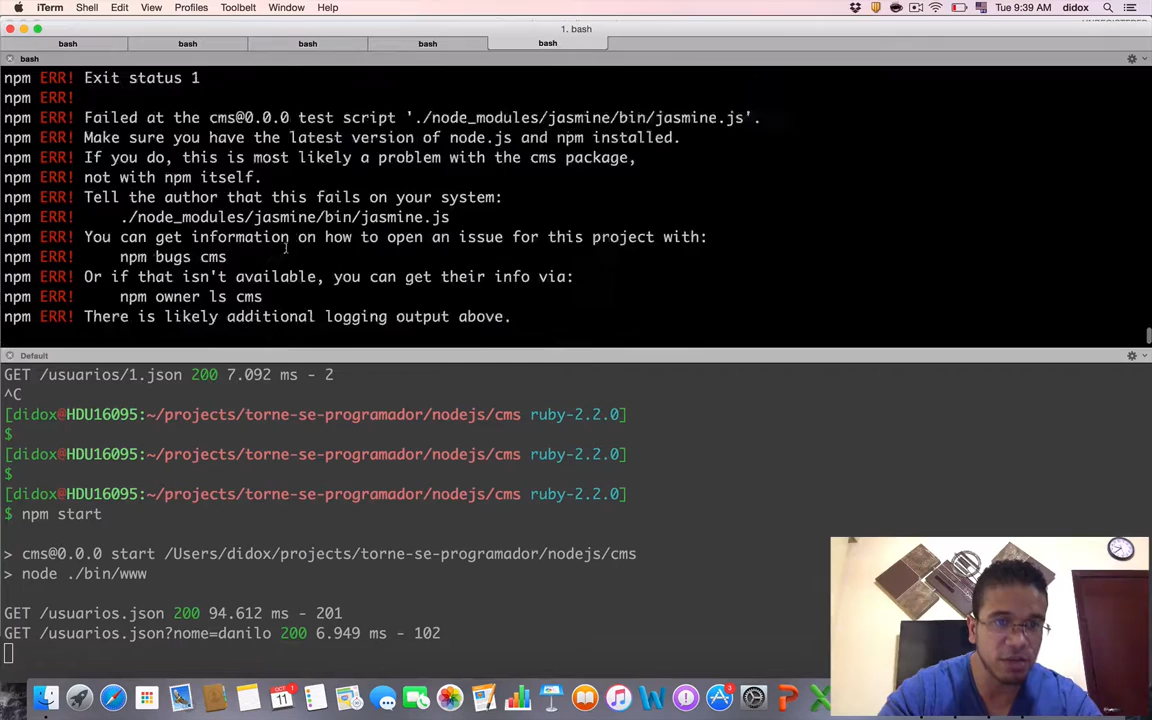 iTerm Shell Edit View Profiles Toolbelt Window Help Tue 9:39 AM didox
1. bash
bash bash bash bash bash
bash
npm ERR! Exit status 1
npm ERR!
npm ERR! Failed at the cms@0.0.0 test script './node_modules/jasmine/bin/jasmine.js'.
npm ERR! Make sure you have the latest version of node.js and npm installed.
npm ERR! If you do, this is most likely a problem with the cms package,
npm ERR! not with npm itself.
npm ERR! Tell the author that this fails on your system:
npm ERR! ./node_modules/jasmine/bin/jasmine.js
npm ERR! You can get information on how to open an issue for this project with:
npm ERR! npm bugs cms
npm ERR! Or if that isn't available, you can get their info via:
npm ERR! npm owner ls cms
npm ERR! There is likely additional logging output above.
Default
GET /usuarios/1.json 200 7.092 ms - 2
^C
[didox@HDU16095:~/projects/torne-se-programador/nodejs/cms ruby-2.2.0]
$
[didox@HDU16095:~/projects/torne-se-programador/nodejs/cms ruby-2.2.0]
$
[didox@HDU16095:~/projects/torne-se-programador/nodejs/cms ruby-2.2.0]
$ npm start
> cms@0.0.0 start /Users/didox/projects/torne-se-programador/nodejs/cms
> node ./bin/www
GET /usuarios.json 200 94.612 ms - 201
GET /usuarios.json?nome=danilo 200 6.949 ms - 102